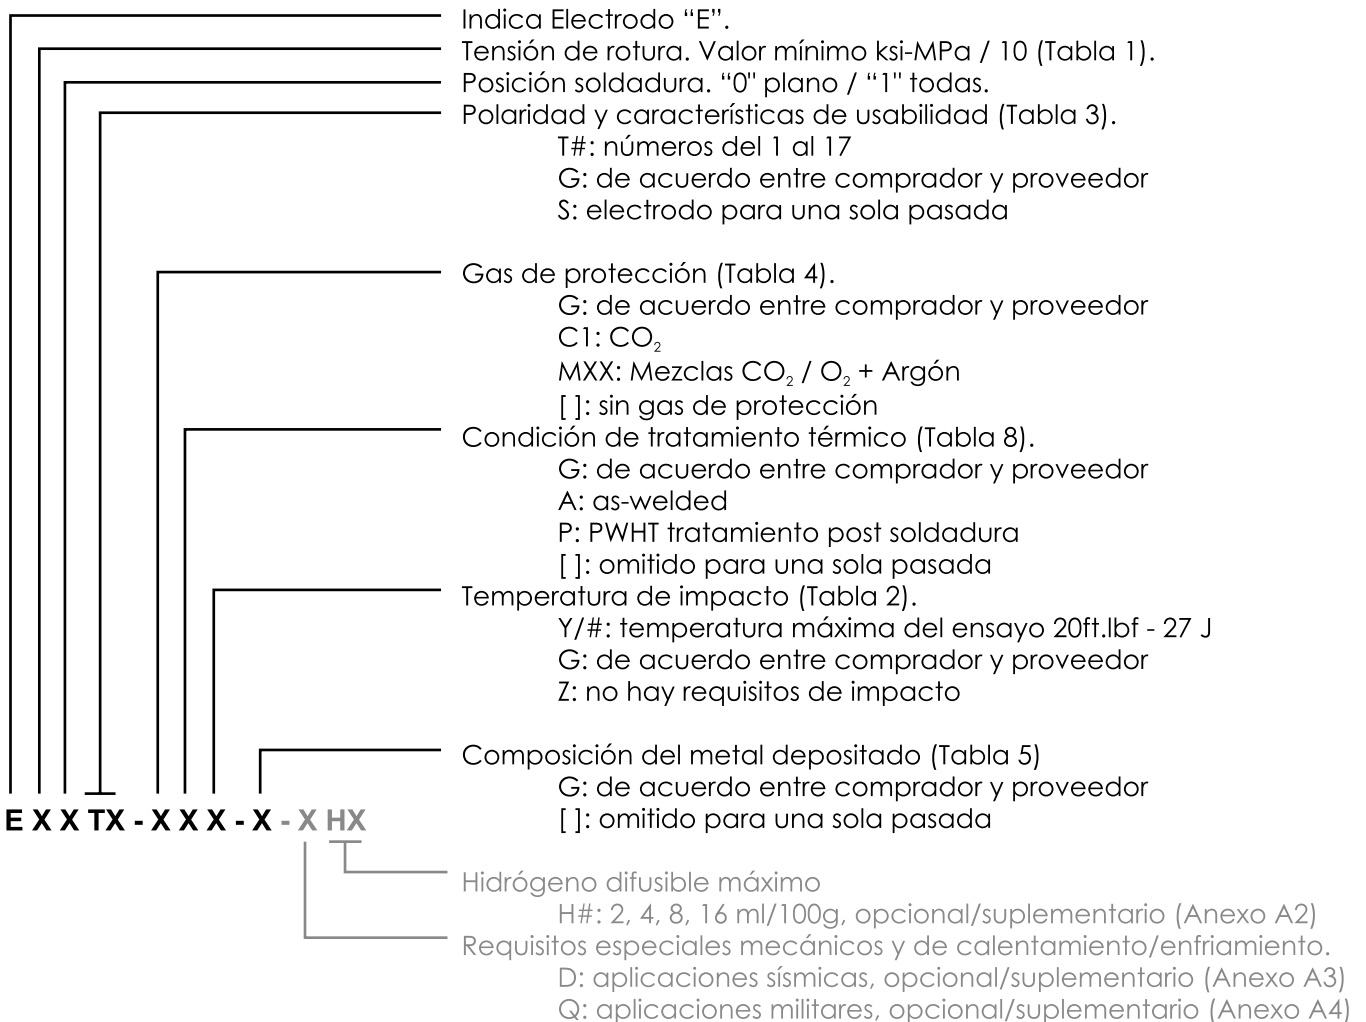 Indica Electrodo “E”.
Tensión de rotura. Valor mínimo ksi-MPa / 10 (Tabla 1).
Posición soldadura. “0" plano / “1" todas.
Polaridad y características de usabilidad (Tabla 3).
T#: números del 1 al 17
G: de acuerdo entre comprador y proveedor
S: electrodo para una sola pasada
Gas de protección (Tabla 4).
G: de acuerdo entre comprador y proveedor
C1: CO₂
MXX: Mezclas CO₂ / O₂ + Argón
[ ]: sin gas de protección
Condición de tratamiento térmico (Tabla 8).
G: de acuerdo entre comprador y proveedor
A: as-welded
P: PWHT tratamiento post soldadura
[ ]: omitido para una sola pasada
Temperatura de impacto (Tabla 2).
Y/#: temperatura máxima del ensayo 20ft.lbf - 27 J
G: de acuerdo entre comprador y proveedor
Z: no hay requisitos de impacto
Composición del metal depositado (Tabla 5)
G: de acuerdo entre comprador y proveedor
[ ]: omitido para una sola pasada
E X X TX - X X X - X - X HX
Hidrógeno difusible máximo
H#: 2, 4, 8, 16 ml/100g, opcional/suplementario (Anexo A2)
Requisitos especiales mecánicos y de calentamiento/enfriamiento.
D: aplicaciones sísmicas, opcional/suplementario (Anexo A3)
Q: aplicaciones militares, opcional/suplementario (Anexo A4)